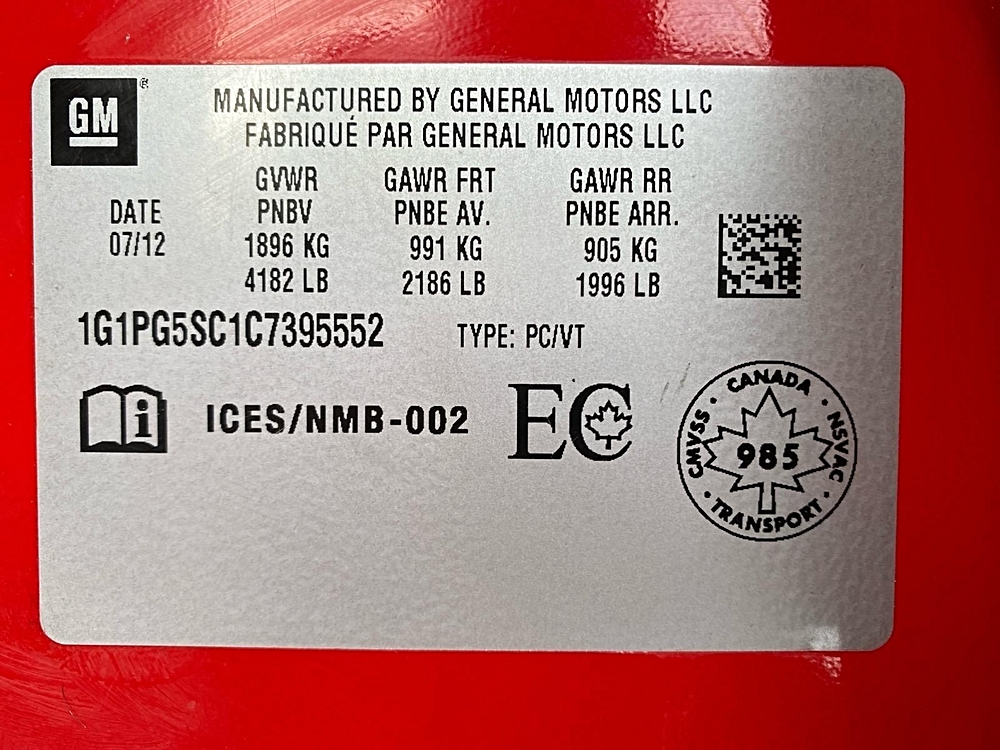 GM
®
MANUFACTURED BY GENERAL MOTORS LLC
FABRIQUÉ PAR GENERAL MOTORS LLC
DATE
07/12
GVWR
PNBV
1896 KG
4182 LB
GAWR FRT
PNBE AV.
991 KG
2186 LB
GAWR RR
PNBE ARR.
905 KG
1996 LB
1G1PG5SC1C7395552
TYPE: PC/VT
i
ICES/NMB-002
EC
CANADA
CMVSS
985
NSVAC
TRANSPORT